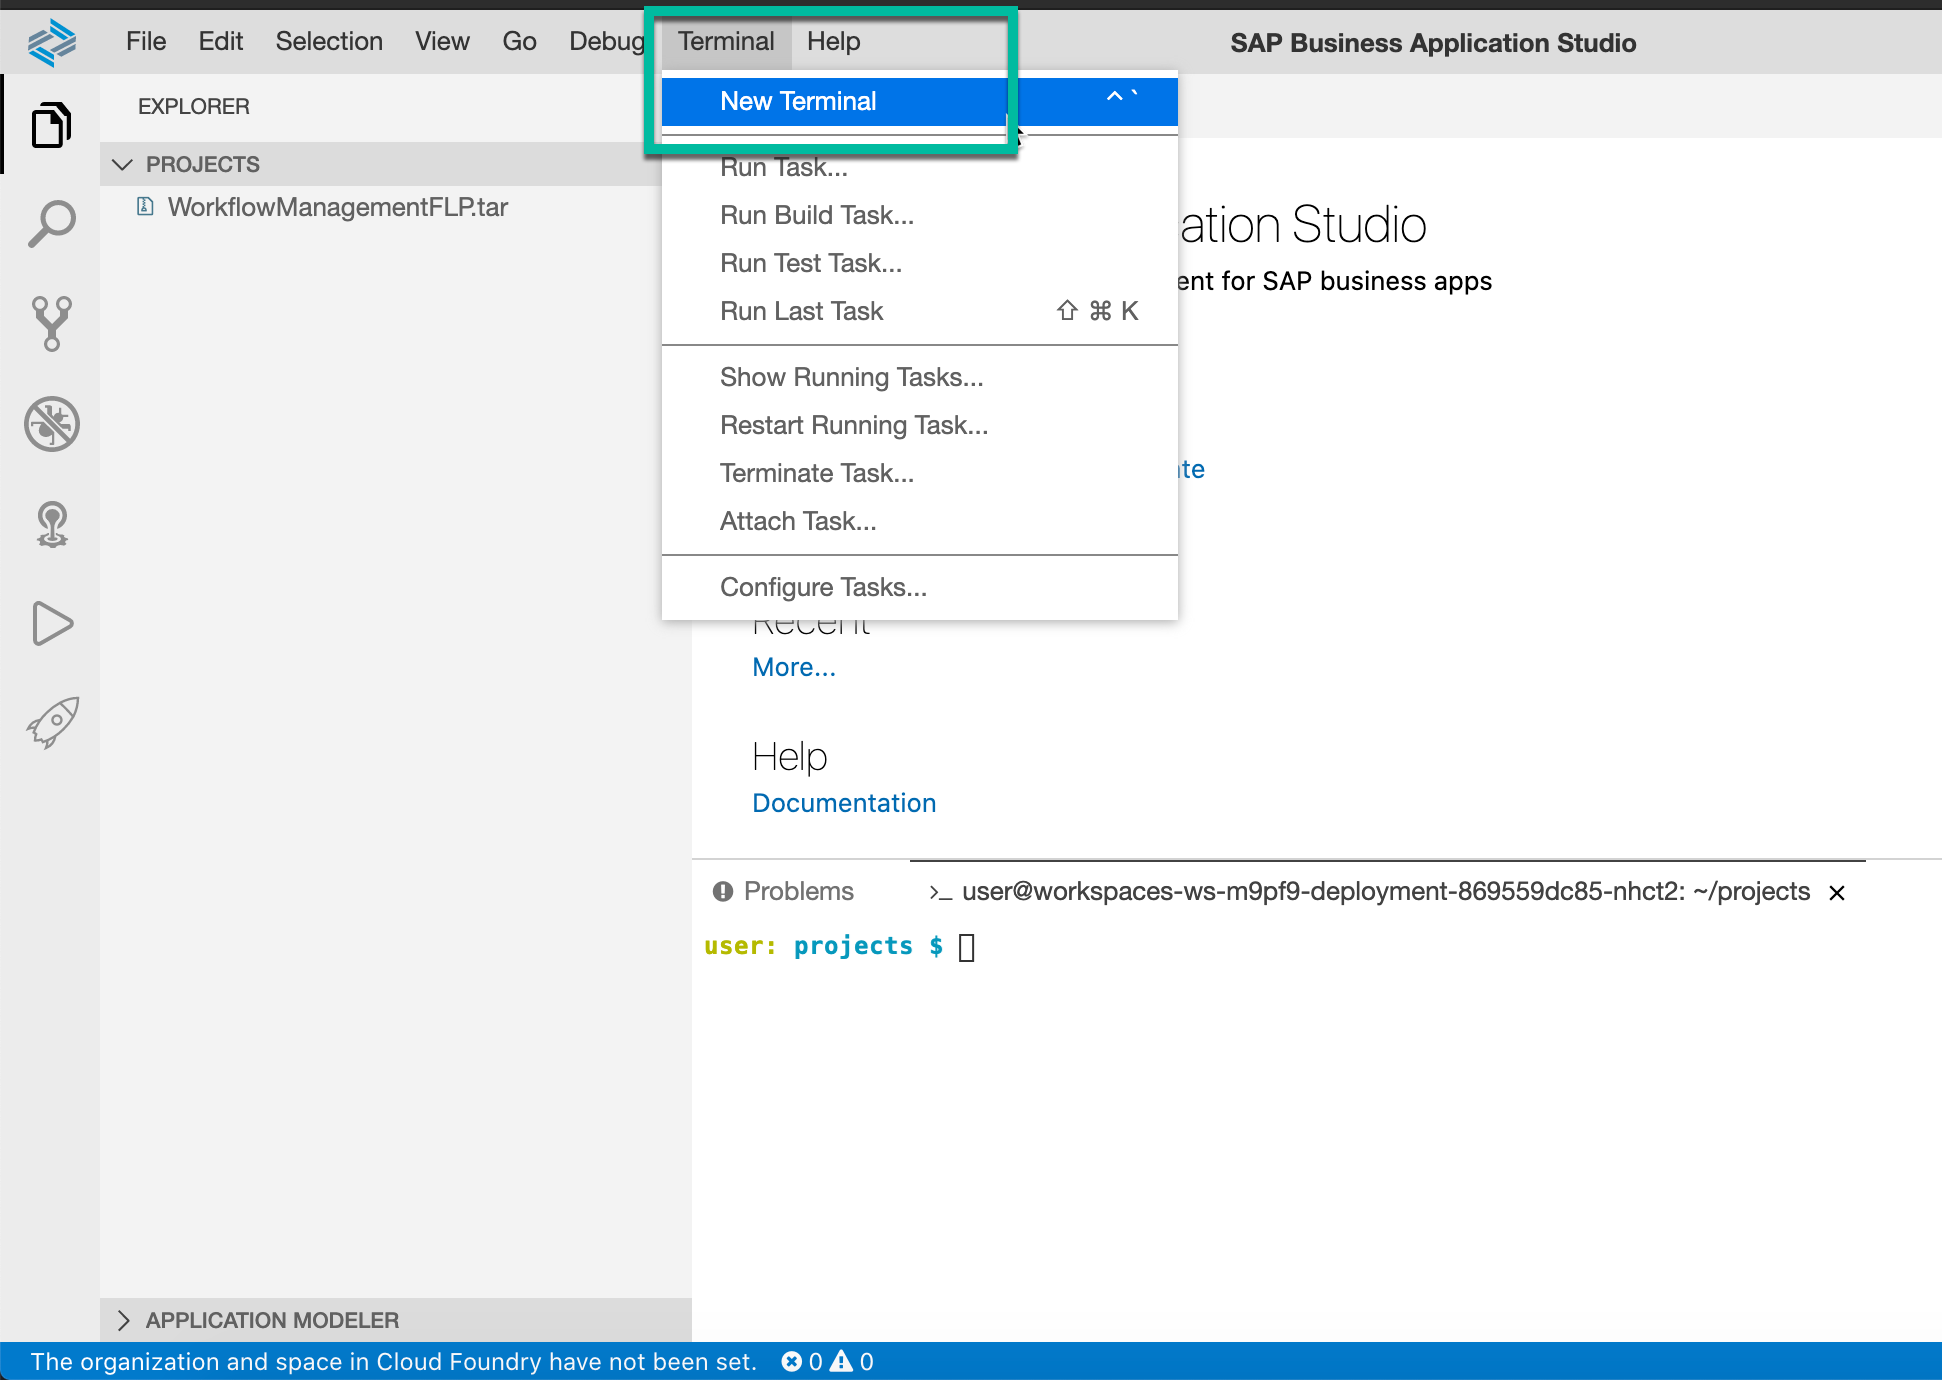 File Edit Selection View Go Debug Terminal Help SAP Business Application Studio
EXPLORER
PROJECTS
WorkflowManagementFLP.tar
New Terminal ^ `
Run Task...
Run Build Task...
Run Test Task...
Run Last Task ⇧ ⌘ K
Show Running Tasks...
Restart Running Task...
Terminate Task...
Attach Task...
Configure Tasks...
ation Studio
ent for SAP business apps
te
Recent
More...
Help
Documentation
Problems
>_ user@workspaces-ws-m9pf9-deployment-869559dc85-nhct2: ~/projects ×
user: projects $
APPLICATION MODELER
The organization and space in Cloud Foundry have not been set. 0 0